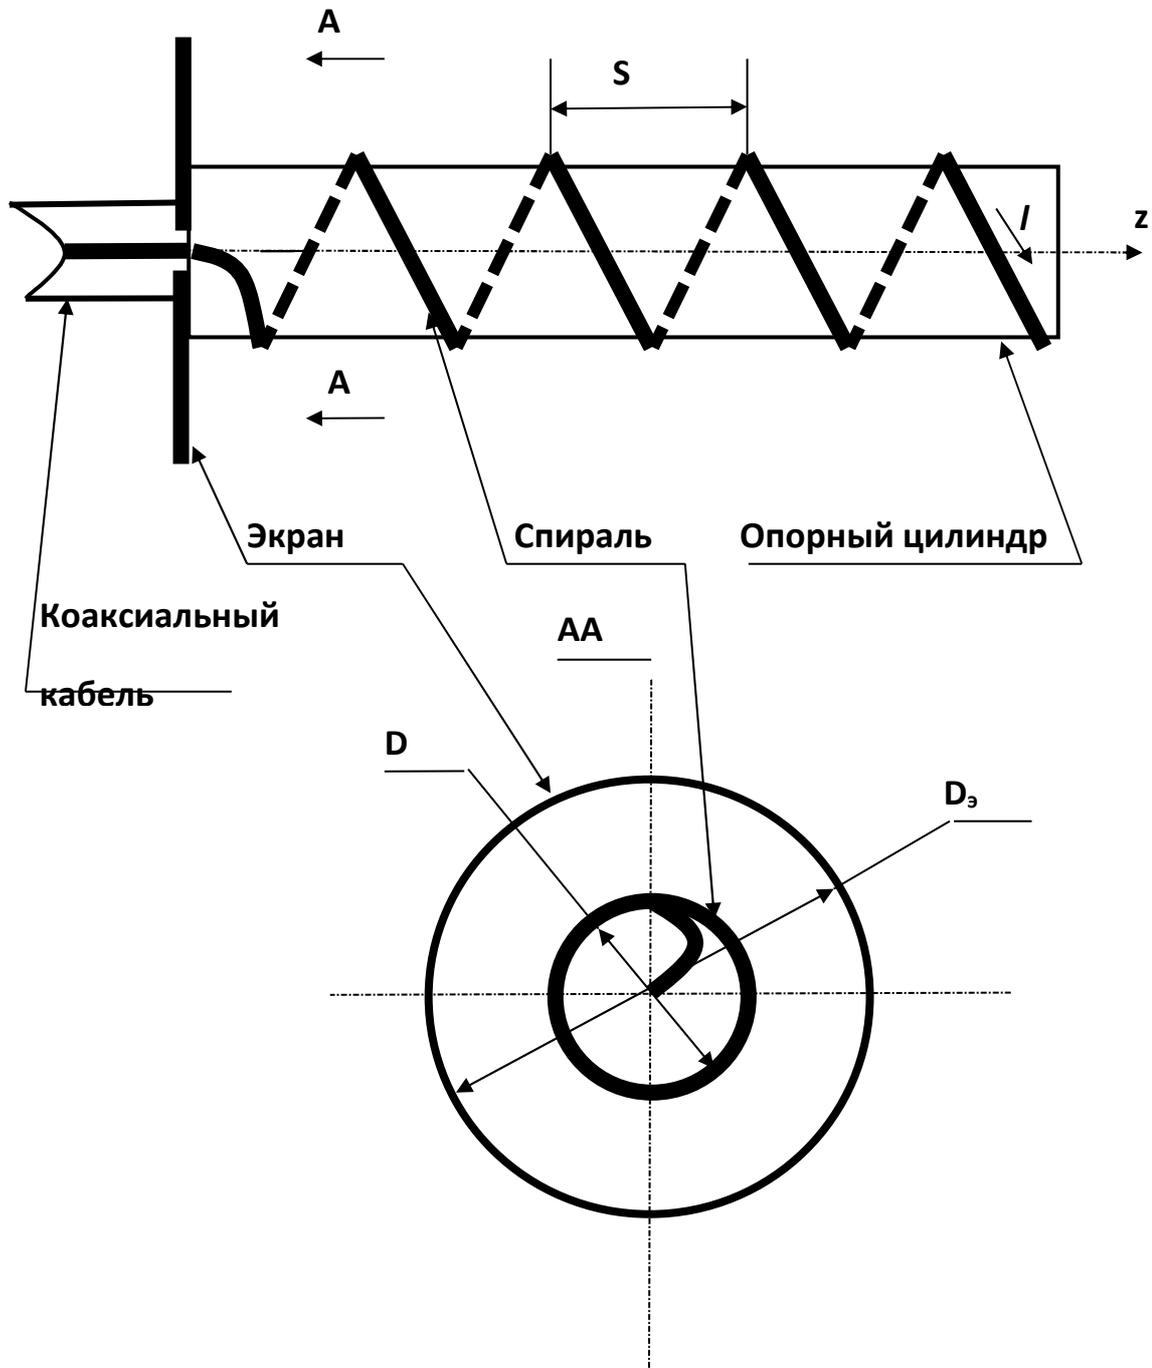 A
S
z
l
A
Экран
Спираль
Опорный цилиндр
Коаксиальный
кабель
AA
D
Dэ